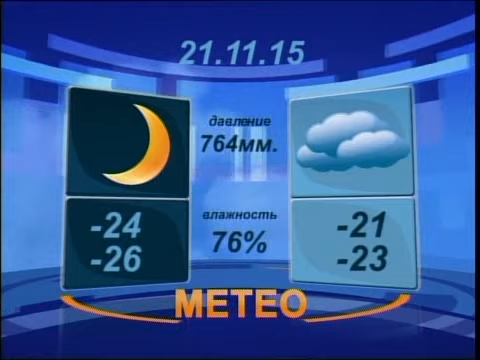 21.11.15
давление
764мм.
влажность
76%
-24
-26
-21
-23
МЕТЕО